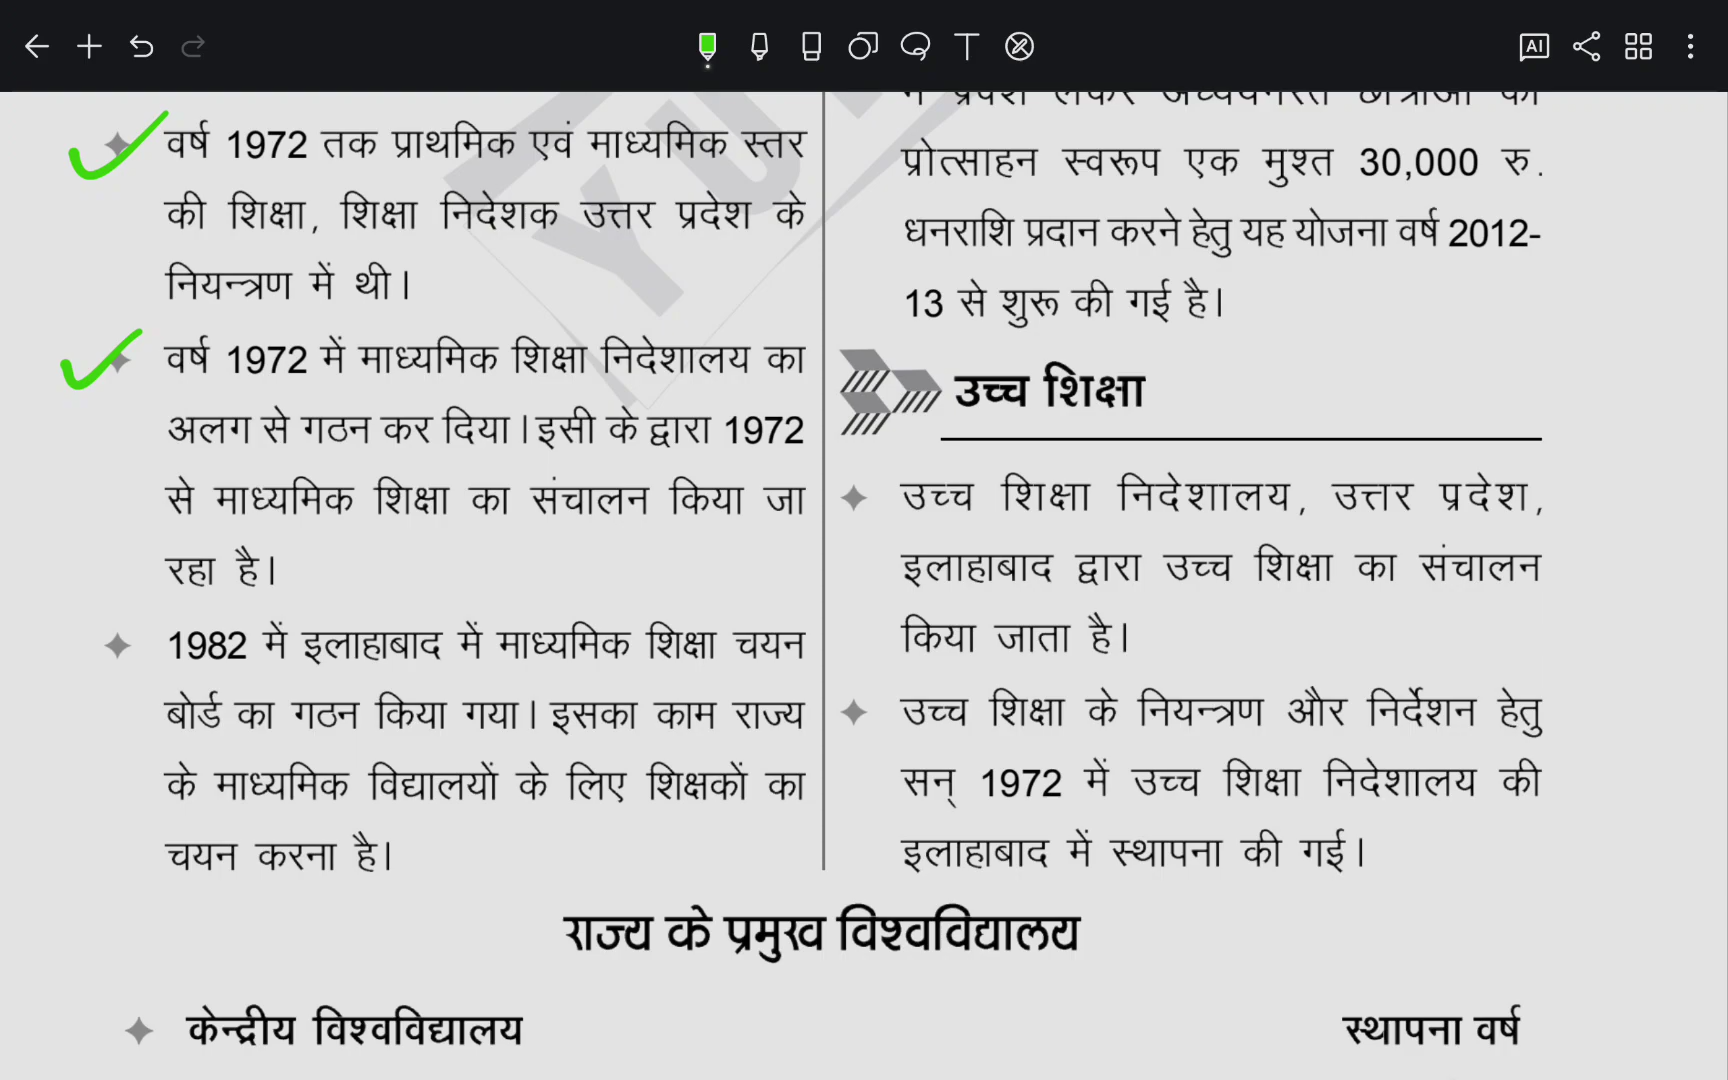 AI
वर्ष 1972 तक प्राथमिक एवं माध्यमिक स्तर
की शिक्षा, शिक्षा निदेशक उत्तर प्रदेश के
नियन्त्रण में थी।
वर्ष 1972 में माध्यमिक शिक्षा निदेशालय का
अलग से गठन कर दिया। इसी के द्वारा 1972
से माध्यमिक शिक्षा का संचालन किया जा
रहा है।
1982 में इलाहाबाद में माध्यमिक शिक्षा चयन
बोर्ड का गठन किया गया। इसका काम राज्य
के माध्यमिक विद्यालयों के लिए शिक्षकों का
चयन करना है।
प्रोत्साहन स्वरूप एक मुश्त 30,000 रु.
धनराशि प्रदान करने हेतु यह योजना वर्ष 2012-
13 से शुरू की गई है।
उच्च शिक्षा
उच्च शिक्षा निदेशालय, उत्तर प्रदेश,
इलाहाबाद द्वारा उच्च शिक्षा का संचालन
किया जाता है।
उच्च शिक्षा के नियन्त्रण और निर्देशन हेतु
सन् 1972 में उच्च शिक्षा निदेशालय की
इलाहाबाद में स्थापना की गई।
राज्य के प्रमुख विश्वविद्यालय
केन्द्रीय विश्वविद्यालय
स्थापना वर्ष